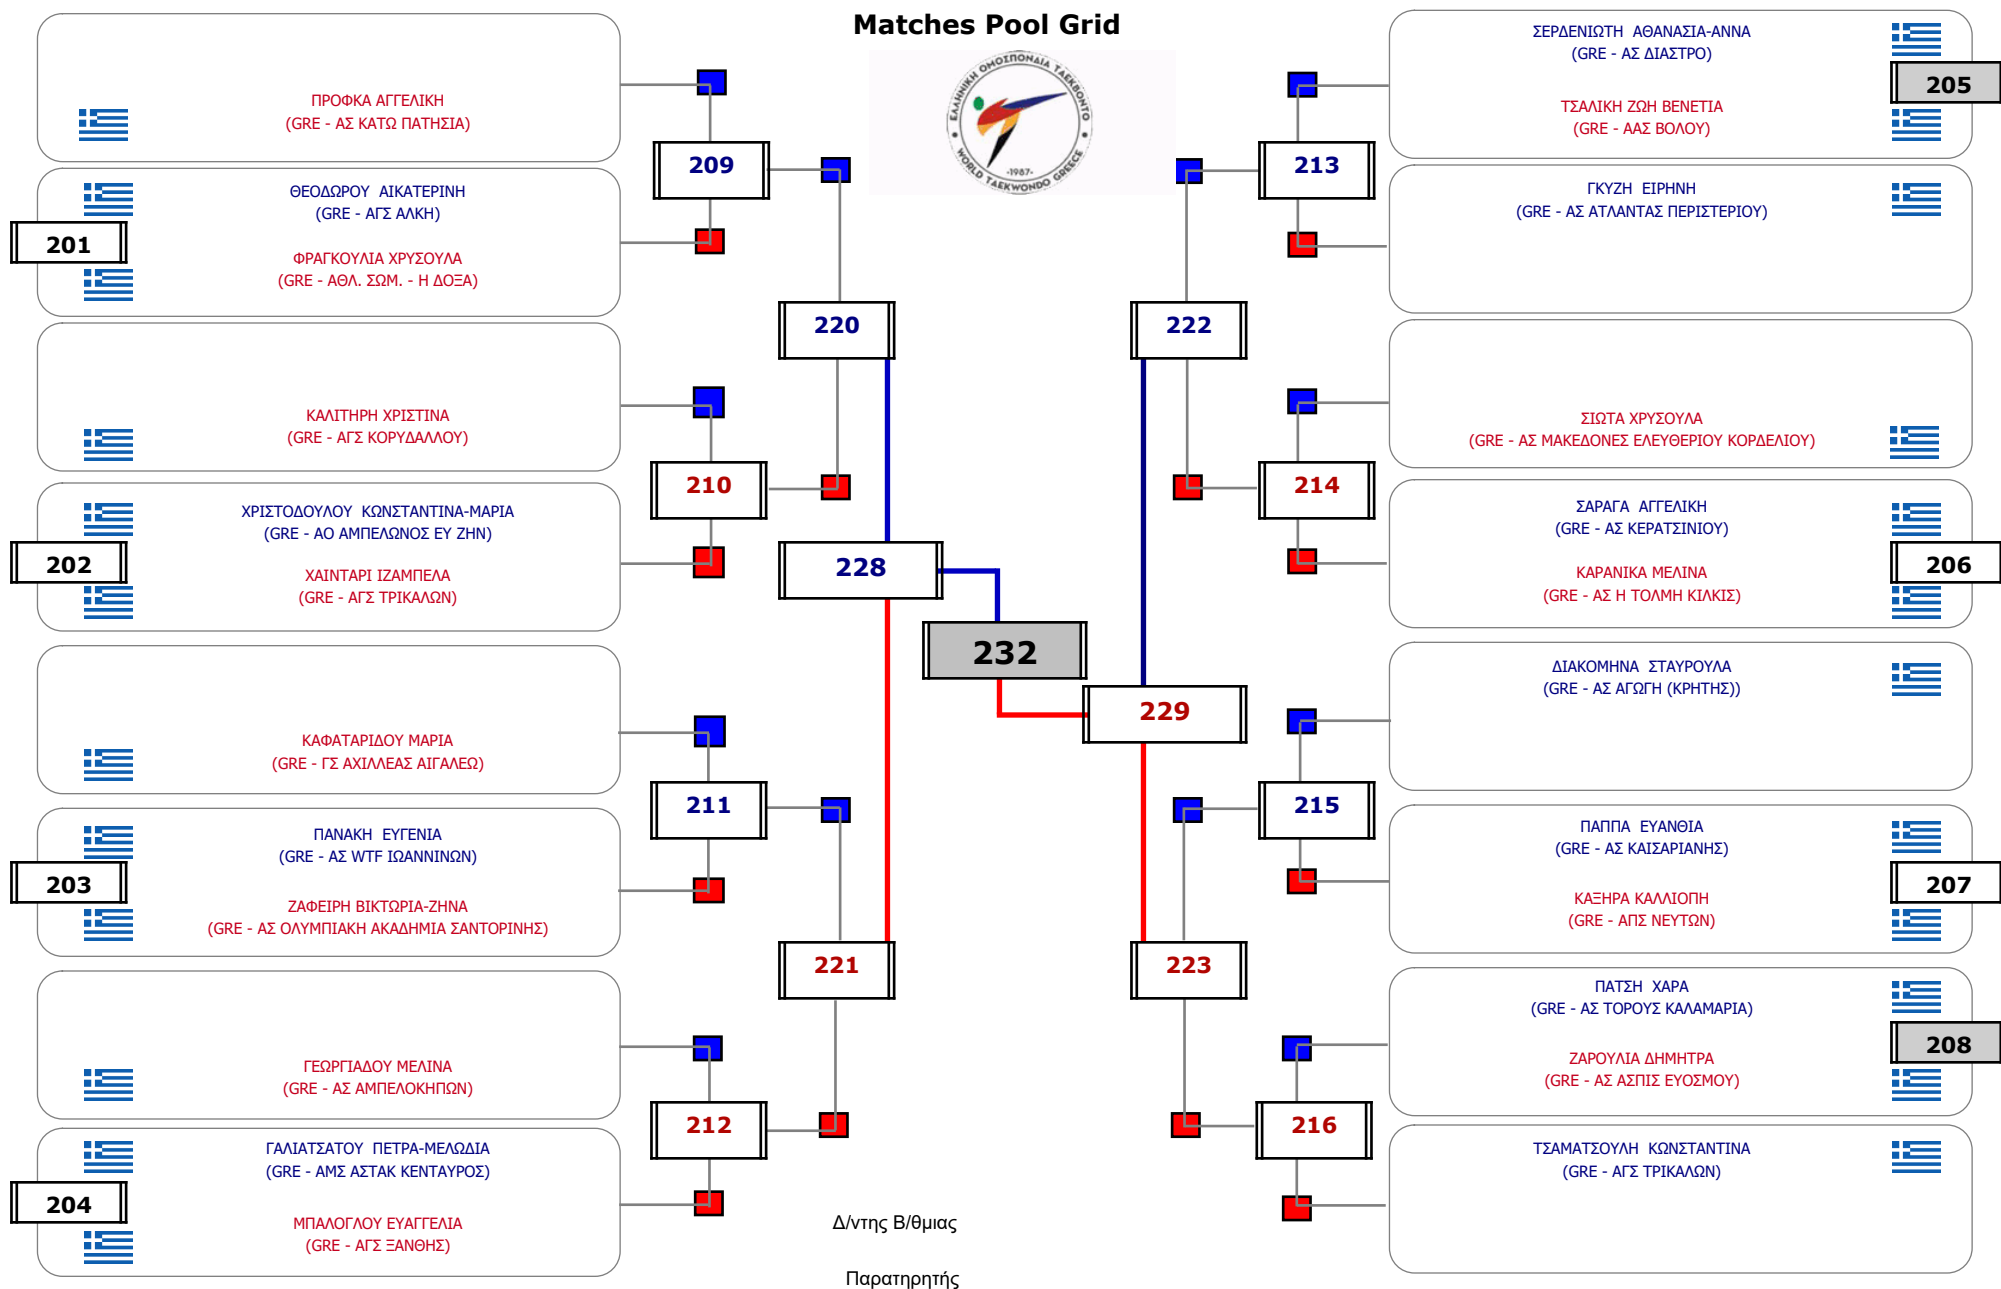 Matches Pool Grid
ΕΛΛΗΝΙΚΗ ΟΜΟΣΠΟΝΔΙΑ ΤΑΕΚΒΟΝΤΟ
WORLD TAEKWONDO GREECE
-1987-
ΠΡΟΦΚΑ ΑΓΓΕΛΙΚΗ
(GRE - ΑΣ ΚΑΤΩ ΠΑΤΗΣΙΑ)
209
ΘΕΟΔΩΡΟΥ ΑΙΚΑΤΕΡΙΝΗ
(GRE - ΑΓΣ ΑΛΚΗ)
201
ΦΡΑΓΚΟΥΛΙΑ ΧΡΥΣΟΥΛΑ
(GRE - ΑΘΛ. ΣΩΜ. - Η ΔΟΞΑ)
220
ΚΑΛΙΤΗΡΗ ΧΡΙΣΤΙΝΑ
(GRE - ΑΓΣ ΚΟΡΥΔΑΛΛΟΥ)
210
ΧΡΙΣΤΟΔΟΥΛΟΥ ΚΩΝΣΤΑΝΤΙΝΑ-ΜΑΡΙΑ
(GRE - ΑΟ ΑΜΠΕΛΩΝΟΣ ΕΥ ΖΗΝ)
202
ΧΑΙΝΤΑΡΙ ΙΖΑΜΠΕΛΑ
(GRE - ΑΓΣ ΤΡΙΚΑΛΩΝ)
228
232
ΚΑΦΑΤΑΡΙΔΟΥ ΜΑΡΙΑ
(GRE - ΓΣ ΑΧΙΛΛΕΑΣ ΑΙΓΑΛΕΩ)
211
ΠΑΝΑΚΗ ΕΥΓΕΝΙΑ
(GRE - ΑΣ WTF ΙΩΑΝΝΙΝΩΝ)
203
ΖΑΦΕΙΡΗ ΒΙΚΤΩΡΙΑ-ΖΗΝΑ
(GRE - ΑΣ ΟΛΥΜΠΙΑΚΗ ΑΚΑΔΗΜΙΑ ΣΑΝΤΟΡΙΝΗΣ)
221
ΓΕΩΡΓΙΑΔΟΥ ΜΕΛΙΝΑ
(GRE - ΑΣ ΑΜΠΕΛΟΚΗΠΩΝ)
212
ΓΑΛΙΑΤΣΑΤΟΥ ΠΕΤΡΑ-ΜΕΛΩΔΙΑ
(GRE - ΑΜΣ ΑΣΤΑΚ ΚΕΝΤΑΥΡΟΣ)
204
ΜΠΑΛΟΓΛΟΥ ΕΥΑΓΓΕΛΙΑ
(GRE - ΑΓΣ ΞΑΝΘΗΣ)
ΣΕΡΔΕΝΙΩΤΗ ΑΘΑΝΑΣΙΑ-ΑΝΝΑ
(GRE - ΑΣ ΔΙΑΣΤΡΟ)
205
ΤΣΑΛΙΚΗ ΖΩΗ ΒΕΝΕΤΙΑ
(GRE - ΑΑΣ ΒΟΛΟΥ)
213
ΓΚΥΖΗ ΕΙΡΗΝΗ
(GRE - ΑΣ ΑΤΛΑΝΤΑΣ ΠΕΡΙΣΤΕΡΙΟΥ)
222
ΣΙΩΤΑ ΧΡΥΣΟΥΛΑ
(GRE - ΑΣ ΜΑΚΕΔΟΝΕΣ ΕΛΕΥΘΕΡΙΟΥ ΚΟΡΔΕΛΙΟΥ)
214
ΣΑΡΑΓΑ ΑΓΓΕΛΙΚΗ
(GRE - ΑΣ ΚΕΡΑΤΣΙΝΙΟΥ)
206
ΚΑΡΑΝΙΚΑ ΜΕΛΙΝΑ
(GRE - ΑΣ Η ΤΟΛΜΗ ΚΙΛΚΙΣ)
229
ΔΙΑΚΟΜΗΝΑ ΣΤΑΥΡΟΥΛΑ
(GRE - ΑΣ ΑΓΩΓΗ (ΚΡΗΤΗΣ))
215
ΠΑΠΠΑ ΕΥΑΝΘΙΑ
(GRE - ΑΣ ΚΑΙΣΑΡΙΑΝΗΣ)
207
ΚΑΞΗΡΑ ΚΑΛΛΙΟΠΗ
(GRE - ΑΠΣ ΝΕΥΤΩΝ)
223
ΠΑΤΣΗ ΧΑΡΑ
(GRE - ΑΣ ΤΟΡΟΥΣ ΚΑΛΑΜΑΡΙΑ)
208
ΖΑΡΟΥΛΙΑ ΔΗΜΗΤΡΑ
(GRE - ΑΣ ΑΣΠΙΣ ΕΥΟΣΜΟΥ)
216
ΤΣΑΜΑΤΣΟΥΛΗ ΚΩΝΣΤΑΝΤΙΝΑ
(GRE - ΑΓΣ ΤΡΙΚΑΛΩΝ)
Δ/ντης Β/θμιας
Παρατηρητής